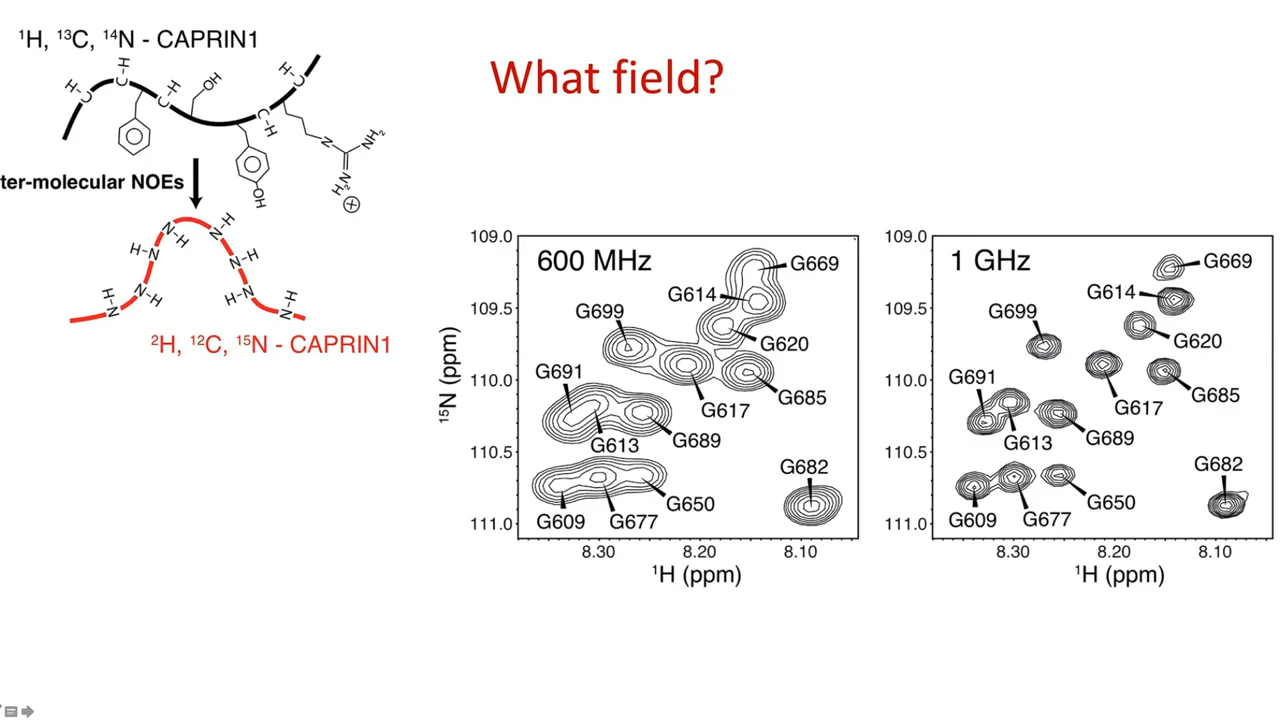 ¹H, ¹³C, ¹⁴N - CAPRIN1
What field?
H
H C
C
H
C
OH
H
C
C
H
N
NH₂
H₂N
+
OH
ter-molecular NOEs
N
H
N
H
H N
N
H
N
H
H N
H
N
H
N
²H, ¹²C, ¹⁵N - CAPRIN1
600 MHz
109.0
109.5
110.0
110.5
111.0
¹⁵N (ppm)
G669
G614
G699
G620
G691
G685
G617
G613
G689
G682
G650
G609
G677
8.30 8.20 8.10
¹H (ppm)
1 GHz
109.0
109.5
110.0
110.5
111.0
G669
G614
G699
G620
G691
G685
G617
G613
G689
G682
G650
G609
G677
8.30 8.20 8.10
¹H (ppm)